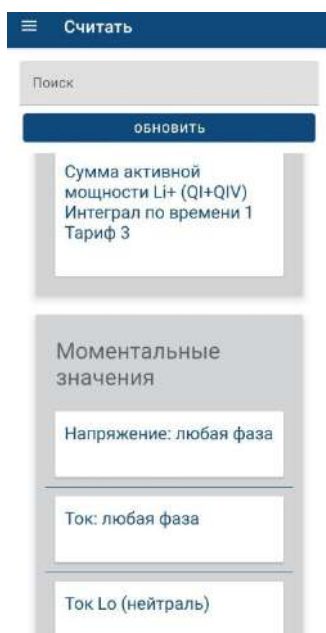 Считать
Поиск
ОБНОВИТЬ
Сумма активной
мощности Li+ (QI+QIV)
Интеграл по времени 1
Тариф 3
Моментальные
значения
Напряжение: любая фаза
Ток: любая фаза
Ток Lo (нейтраль)